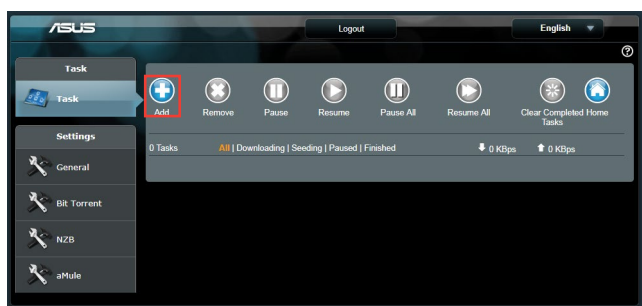 ASUS
Logout
English
?
Task
Task
Settings
General
Bit Torrent
NZB
aMule
Add
Remove
Pause
Resume
Pause All
Resume All
Clear Completed Tasks
Home
0 Tasks
All | Downloading | Seeding | Paused | Finished
0 KBps
0 KBps